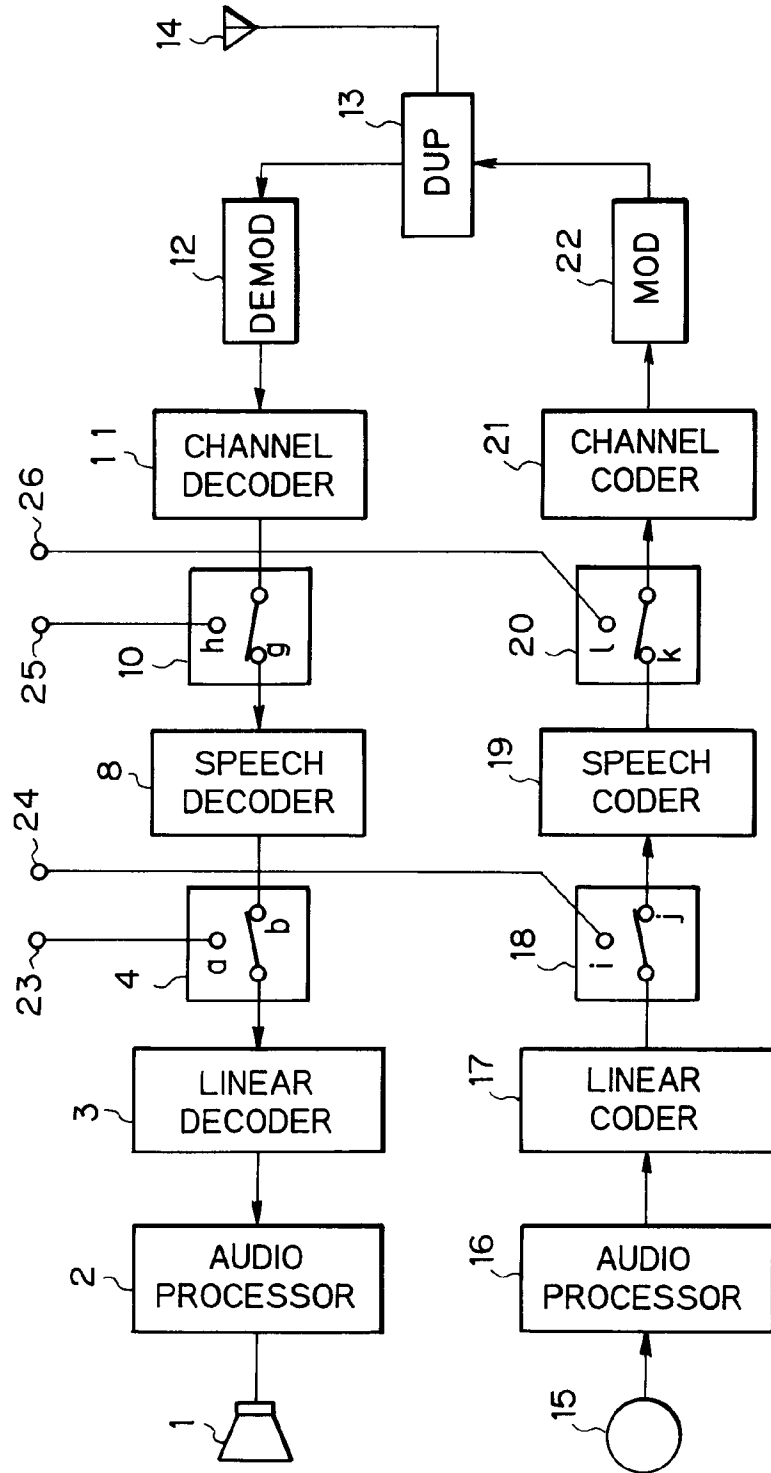 1
2
AUDIO
PROCESSOR
3
LINEAR
DECODER
23
4
a
b
24
8
SPEECH
DECODER
25
10
h
g
26
11
CHANNEL
DECODER
12
DEMOD
13
DUP
14
15
16
AUDIO
PROCESSOR
17
LINEAR
CODER
18
i
j
19
SPEECH
CODER
20
l
k
21
CHANNEL
CODER
22
MOD